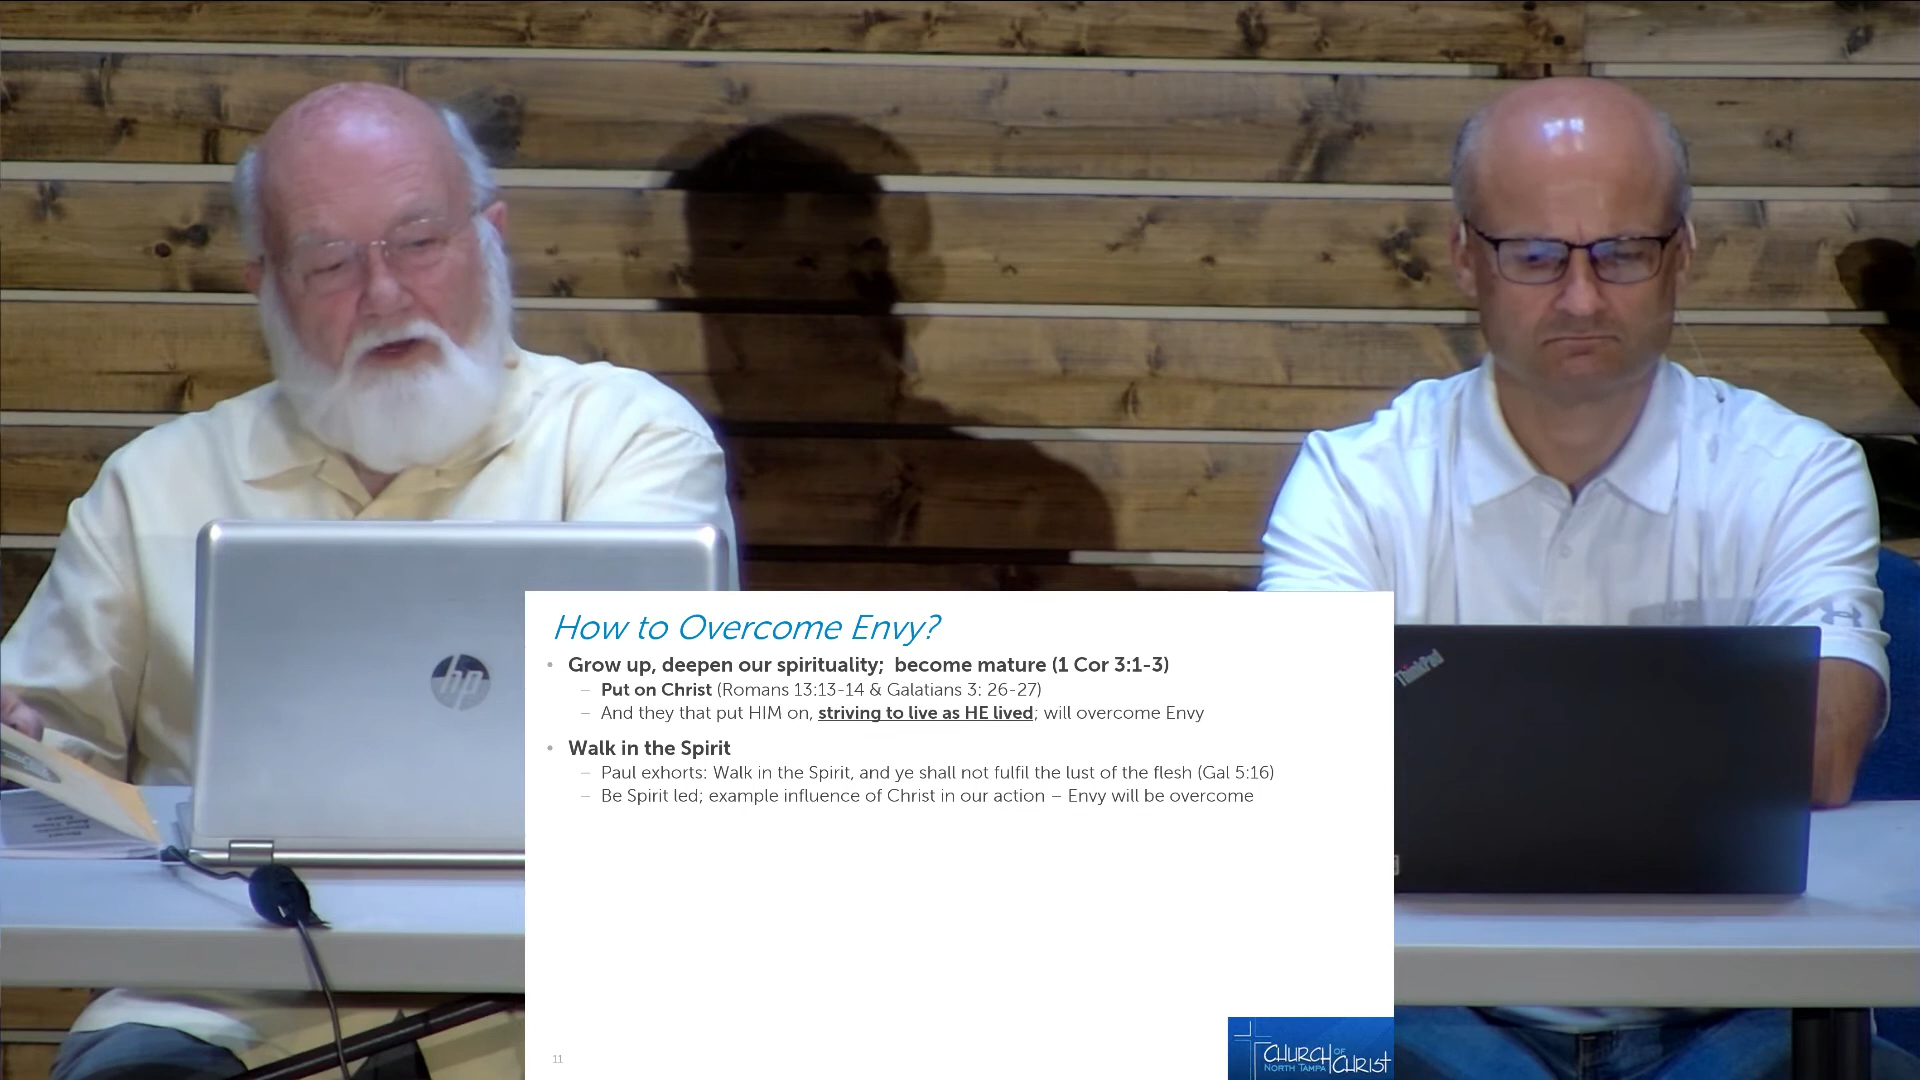 hp
How to Overcome Envy?
• Grow up, deepen our spirituality;  become mature (1 Cor 3:1-3)
– Put on Christ (Romans 13:13-14 & Galatians 3: 26-27)
– And they that put HIM on, striving to live as HE lived; will overcome Envy
• Walk in the Spirit
– Paul exhorts: Walk in the Spirit, and ye shall not fulfil the lust of the flesh (Gal 5:16)
– Be Spirit led; example influence of Christ in our action – Envy will be overcome
ThinkPad
11
CHURCH OF CHRIST
NORTH TAMPA